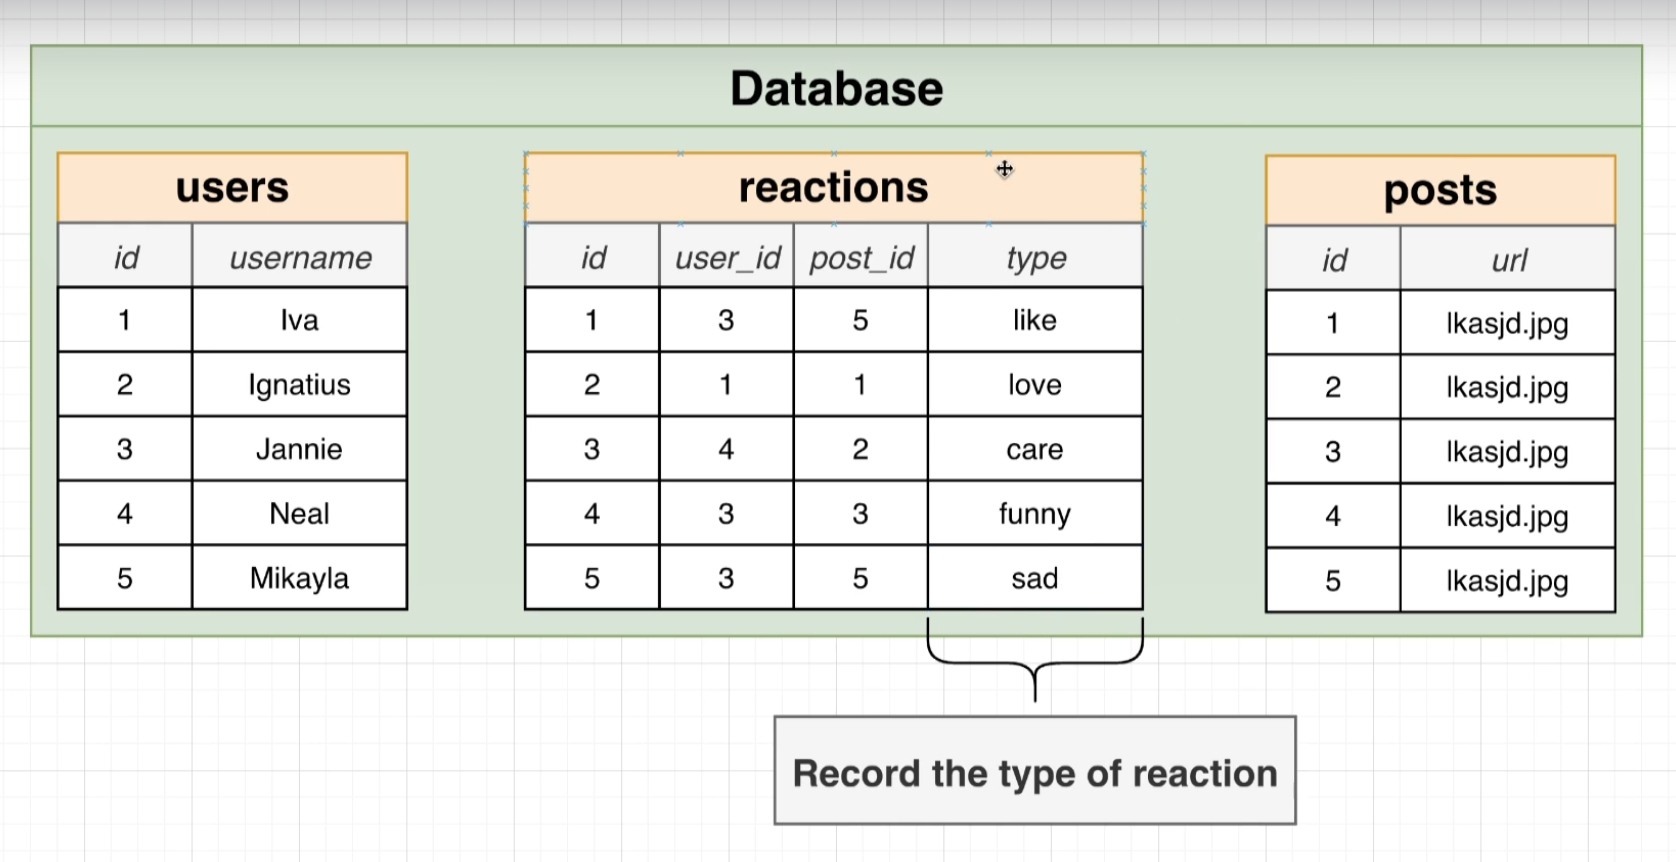 Database
users
id username
1 Iva
2 Ignatius
3 Jannie
4 Neal
5 Mikayla
reactions
id user_id post_id type
1 3 5 like
2 1 1 love
3 4 2 care
4 3 3 funny
5 3 5 sad
posts
id url
1 lkasjd.jpg
2 lkasjd.jpg
3 lkasjd.jpg
4 lkasjd.jpg
5 lkasjd.jpg
Record the type of reaction